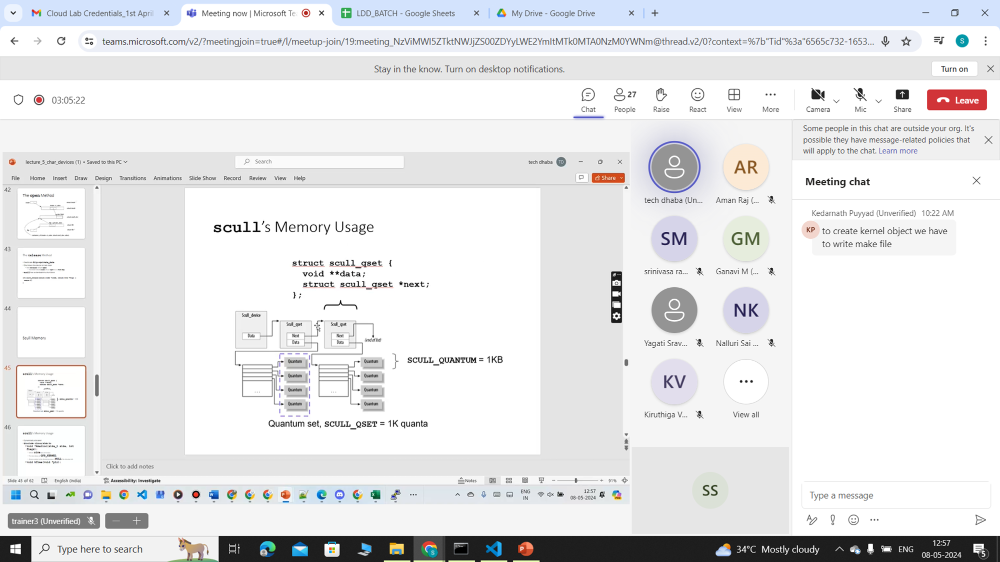 Cloud Lab Credentials_1st April
Meeting now | Microsoft Te
LDD_BATCH - Google Sheets
My Drive - Google Drive
teams.microsoft.com/v2/?meetingjoin=true#/l/meetup-join/19:meeting_NzViMWI5ZTktNWJjZS00ZDYyLWE2YmItMTk0MTA0NzM0YWNm@thread.v2/0?context=%7b"Tid"%3a"6565c732-1653...
S
Stay in the know. Turn on desktop notifications.
Turn on
03:05:22
Chat
27
People
Raise
React
View
More
Camera
Mic
Share
Leave
Some people in this chat are outside your org. It's
possible they have message-related policies that
will apply to the chat. Learn more
Meeting chat
Kedarnath Puyyad (Unverified) 10:22 AM
KP
to create kernel object we have
to write make file
Type a message
lecture_5_char_devices (1) • Saved to this PC
Search
tech dhaba
TD
File Home Insert Draw Design Transitions Animations Slide Show Record Review View Help
Share
42
The open Method
43
The release Method
44
Scull Memory
45
scull's Memory Usage
46
scull's Memory Usage
scull's Memory Usage
struct scull_qset {
void **data;
struct scull_qset *next;
};
Scull_device
Data
Scull_qset
Next
Data
Scull_qset
Next
Data
(end of list)
Quantum
Quantum
Quantum
Quantum
Quantum
Quantum
Quantum
Quantum
...
...
SCULL_QUANTUM = 1KB
Quantum set, SCULL_QSET = 1K quanta
Click to add notes
Slide 45 of 62
English (India)
Accessibility: Investigate
Notes
91%
ENG
IN
12:57
08-05-2024
tech dhaba (Un...
AR
Aman Raj (...
SM
srinivasa ra...
GM
Ganavi M (...
Yagati Srav...
NK
Nalluri Sai ...
KV
Kiruthiga V...
View all
SS
trainer3 (Unverified)
Type here to search
34°C Mostly cloudy
ENG
12:57
08-05-2024
5